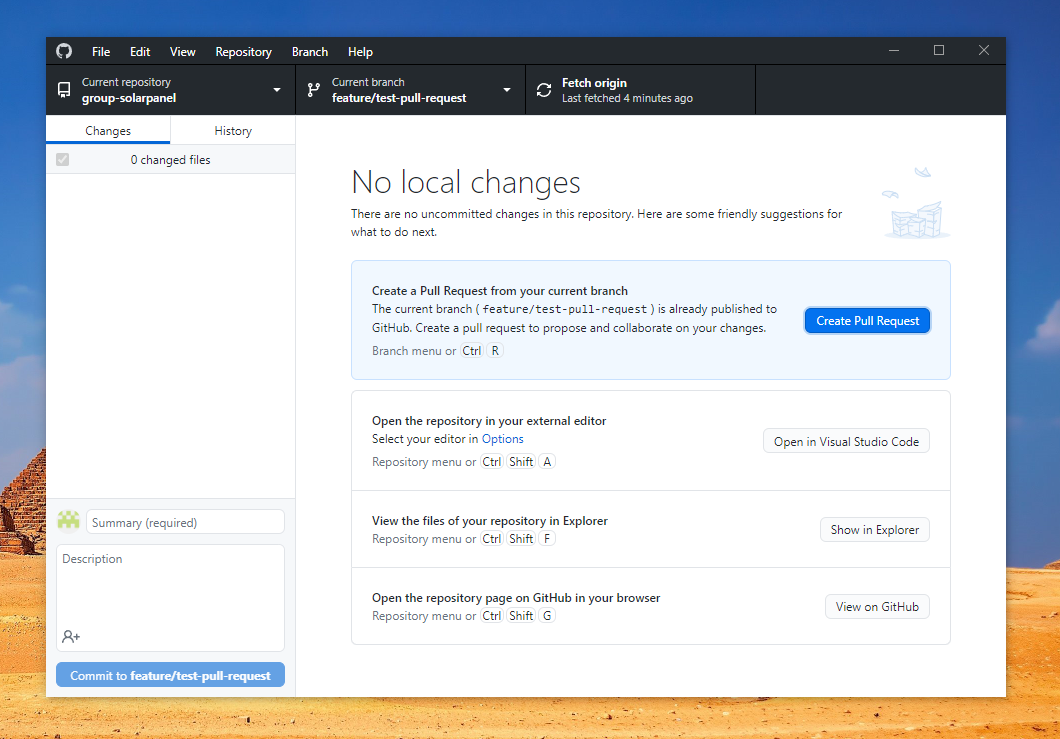 File Edit View Repository Branch Help
Current repository
group-solarpanel
Current branch
feature/test-pull-request
Fetch origin
Last fetched 4 minutes ago
Changes
History
0 changed files
Summary (required)
Description
Commit to feature/test-pull-request
No local changes
There are no uncommitted changes in this repository. Here are some friendly suggestions for
what to do next.
Create a Pull Request from your current branch
The current branch ( feature/test-pull-request ) is already published to
GitHub. Create a pull request to propose and collaborate on your changes.
Branch menu or Ctrl R
Create Pull Request
Open the repository in your external editor
Select your editor in Options
Repository menu or Ctrl Shift A
Open in Visual Studio Code
View the files of your repository in Explorer
Repository menu or Ctrl Shift F
Show in Explorer
Open the repository page on GitHub in your browser
Repository menu or Ctrl Shift G
View on GitHub